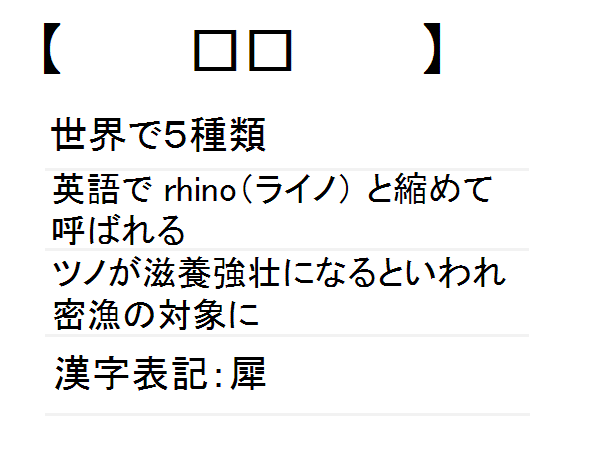 【 □□ 】
世界で５種類
英語で rhino（ライノ） と縮めて
呼ばれる
ツノが滋養強壮になるといわれ
密漁の対象に
漢字表記：犀